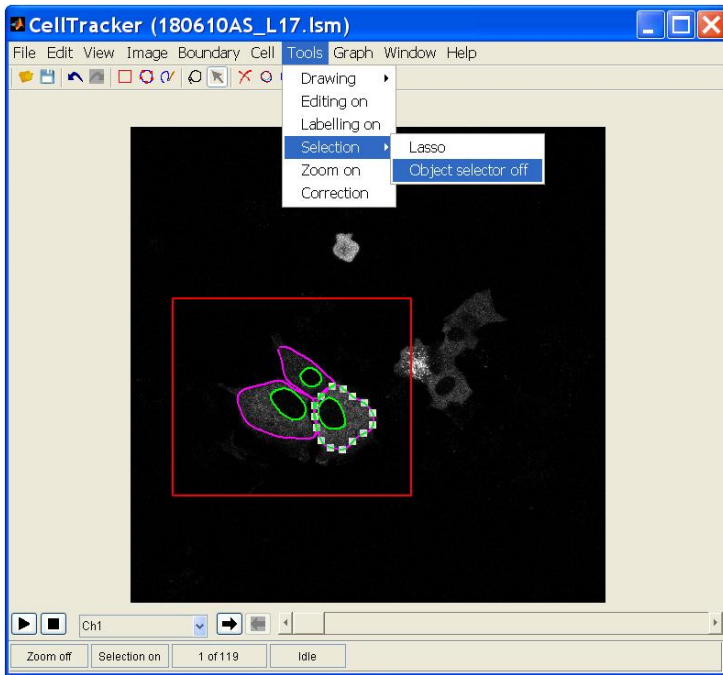 CellTracker (180610AS_L17.lsm)
File Edit View Image Boundary Cell Tools Graph Window Help
Drawing
Editing on
Labelling on
Selection
Lasso
Zoom on
Object selector off
Correction
Ch1
Zoom off Selection on 1 of 119 Idle